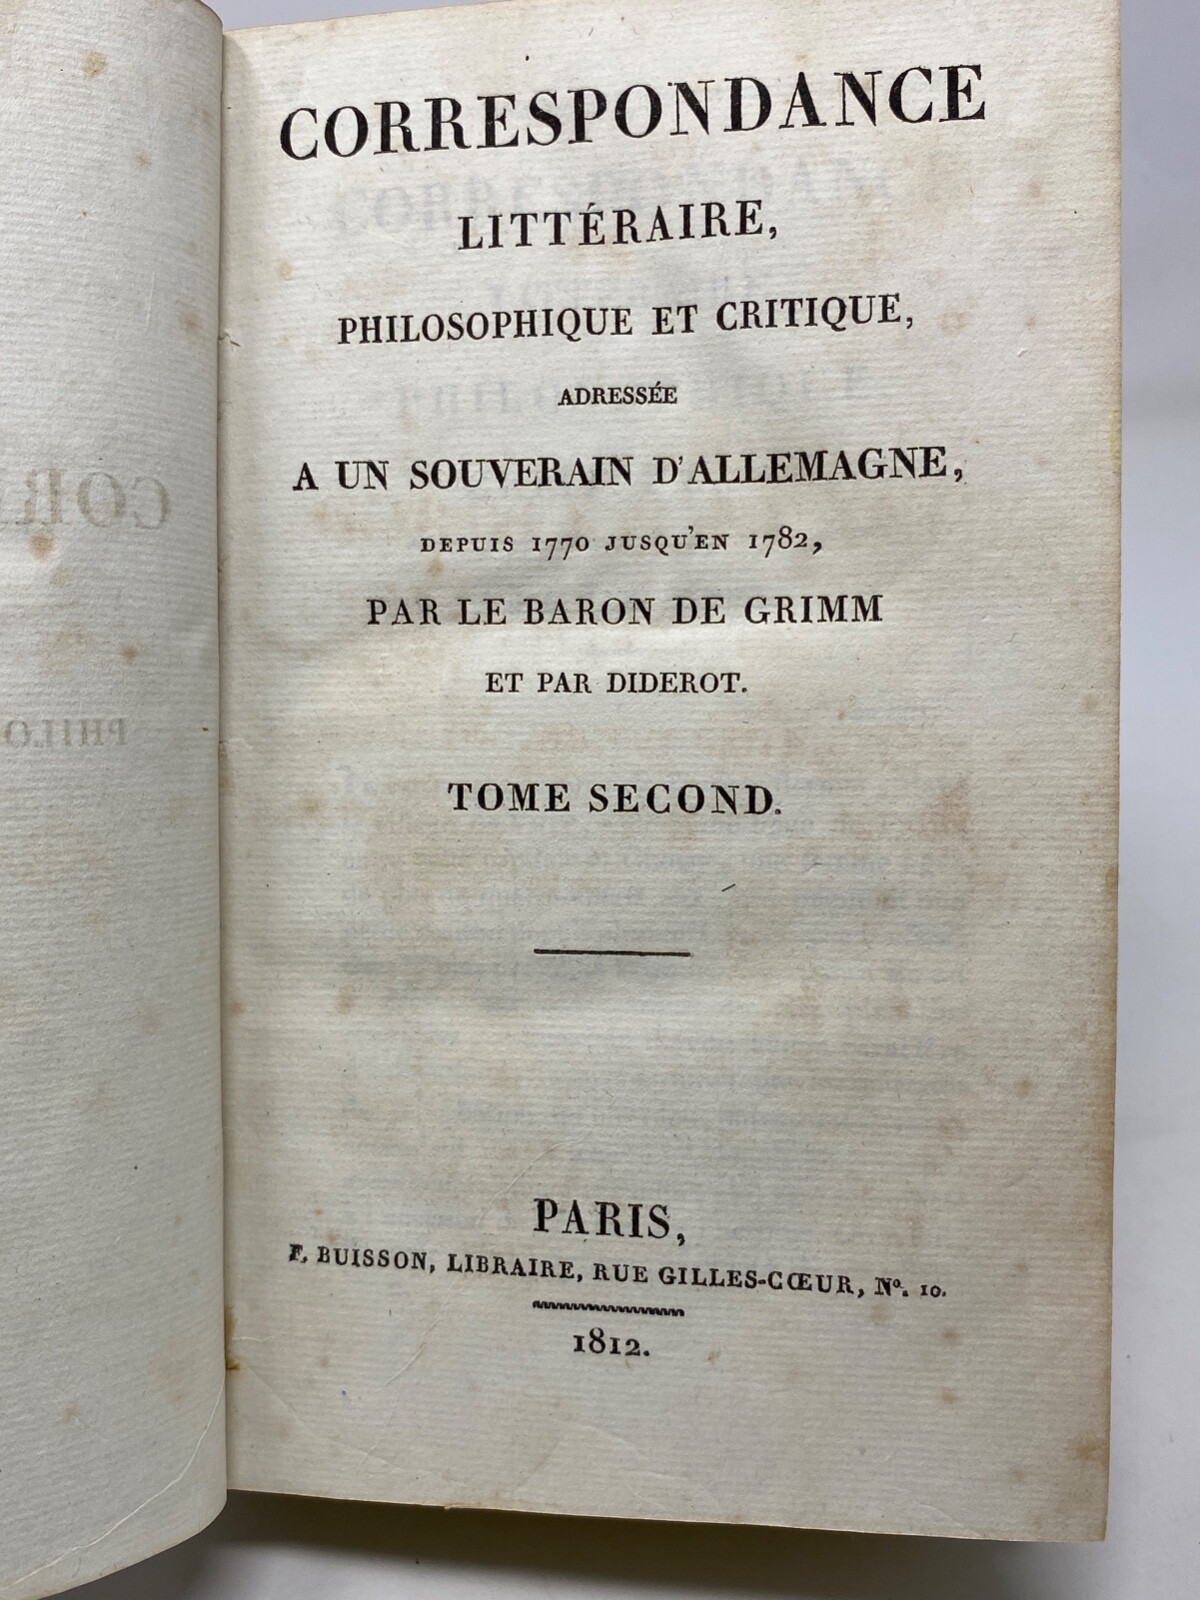 CORRESPONDANCE
LITTÉRAIRE,
PHILOSOPHIQUE ET CRITIQUE,
ADRESSÉE
A UN SOUVERAIN D'ALLEMAGNE,
DEPUIS 1770 JUSQU'EN 1782,
PAR LE BARON DE GRIMM
ET PAR DIDEROT.
TOME SECOND.
PARIS,
F. BUISSON, LIBRAIRE, RUE GILLES-CŒUR, Nº. 10.
1812.